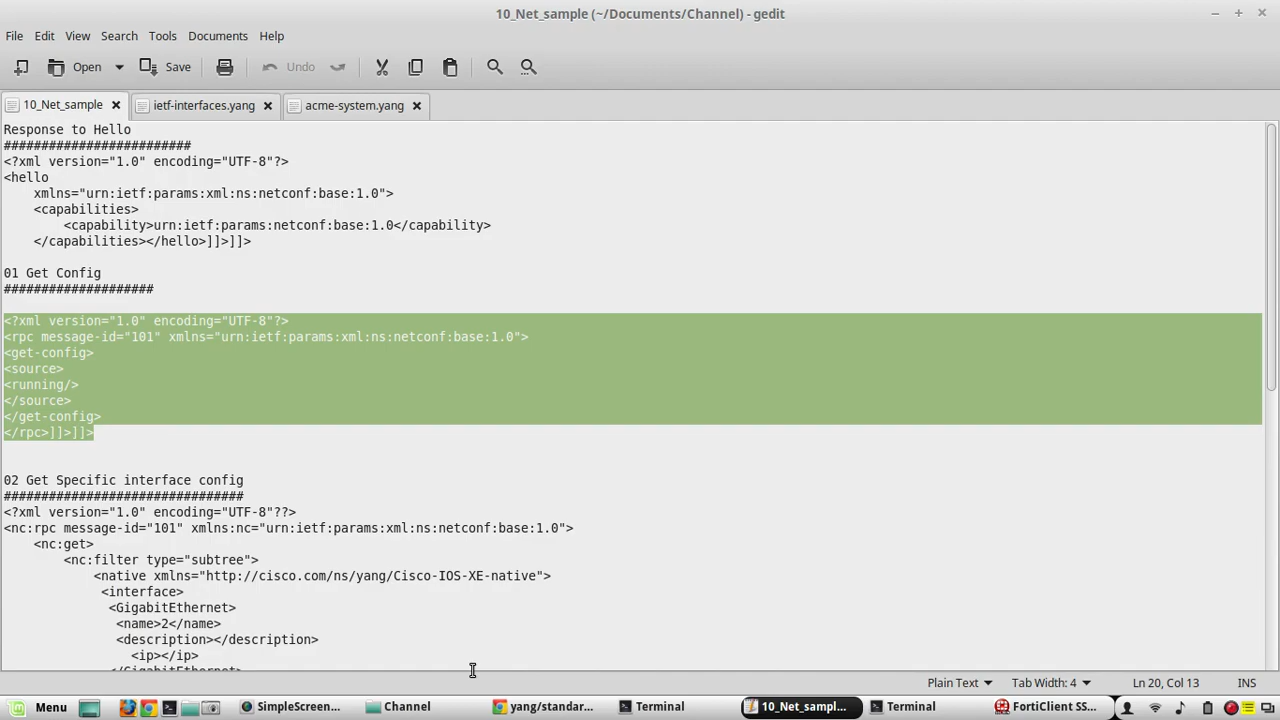 10_Net_sample (~/Documents/Channel) - gedit
File Edit View Search Tools Documents Help
Open Save Undo
10_Net_sample ietf-interfaces.yang acme-system.yang
Response to Hello
#########################
<?xml version="1.0" encoding="UTF-8"?>
<hello
    xmlns="urn:ietf:params:xml:ns:netconf:base:1.0">
    <capabilities>
        <capability>urn:ietf:params:netconf:base:1.0</capability>
    </capabilities></hello>]]>]]>
01 Get Config
####################
<?xml version="1.0" encoding="UTF-8"?>
<rpc message-id="101" xmlns="urn:ietf:params:xml:ns:netconf:base:1.0">
<get-config>
<source>
<running/>
</source>
</get-config>
</rpc>]]>]]>
02 Get Specific interface config
################################
<?xml version="1.0" encoding="UTF-8"??>
<nc:rpc message-id="101" xmlns:nc="urn:ietf:params:xml:ns:netconf:base:1.0">
    <nc:get>
        <nc:filter type="subtree">
            <native xmlns="http://cisco.com/ns/yang/Cisco-IOS-XE-native">
             <interface>
              <GigabitEthernet>
               <name>2</name>
               <description></description>
                 <ip></ip>
              </GigabitEthernet>
Plain Text Tab Width: 4 Ln 20, Col 13 INS
Menu SimpleScreen... Channel yang/standar... Terminal 10_Net_sampl... Terminal FortiClient SS...